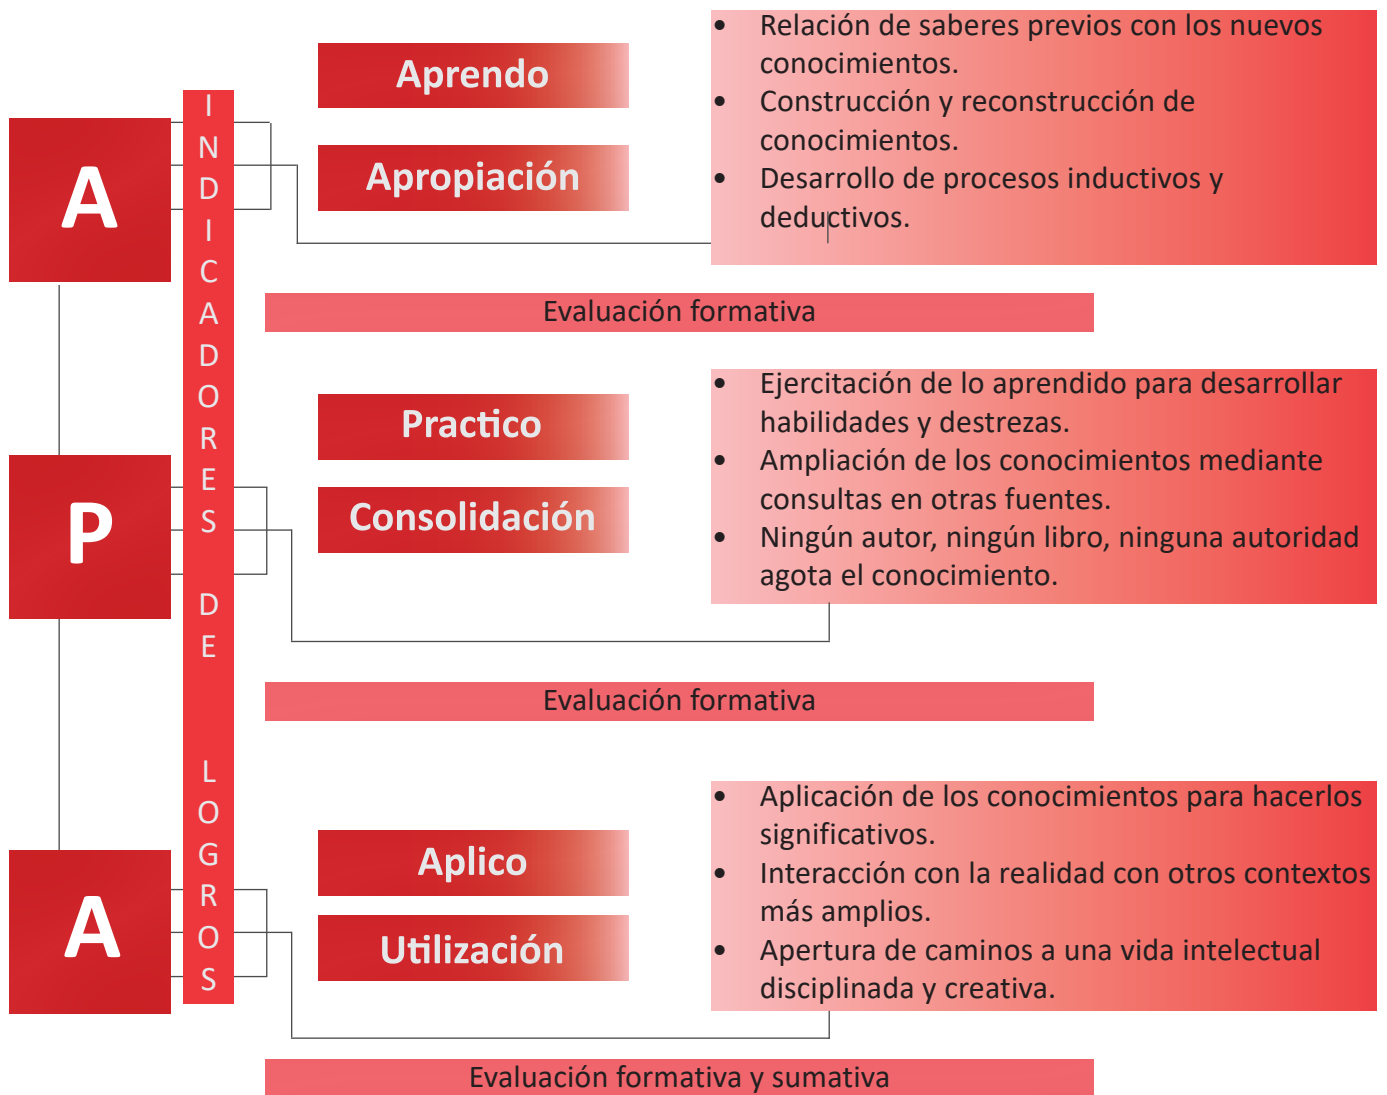 A
INDICADORES DE LOGROS
Aprendo
Apropiación
• Relación de saberes previos con los nuevos
conocimientos.
• Construcción y reconstrucción de
conocimientos.
• Desarrollo de procesos inductivos y
deductivos.
Evaluación formativa
P
Practico
Consolidación
• Ejercitación de lo aprendido para desarrollar
habilidades y destrezas.
• Ampliación de los conocimientos mediante
consultas en otras fuentes.
• Ningún autor, ningún libro, ninguna autoridad
agota el conocimiento.
Evaluación formativa
A
Aplico
Utilización
• Aplicación de los conocimientos para hacerlos
significativos.
• Interacción con la realidad con otros contextos
más amplios.
• Apertura de caminos a una vida intelectual
disciplinada y creativa.
Evaluación formativa y sumativa